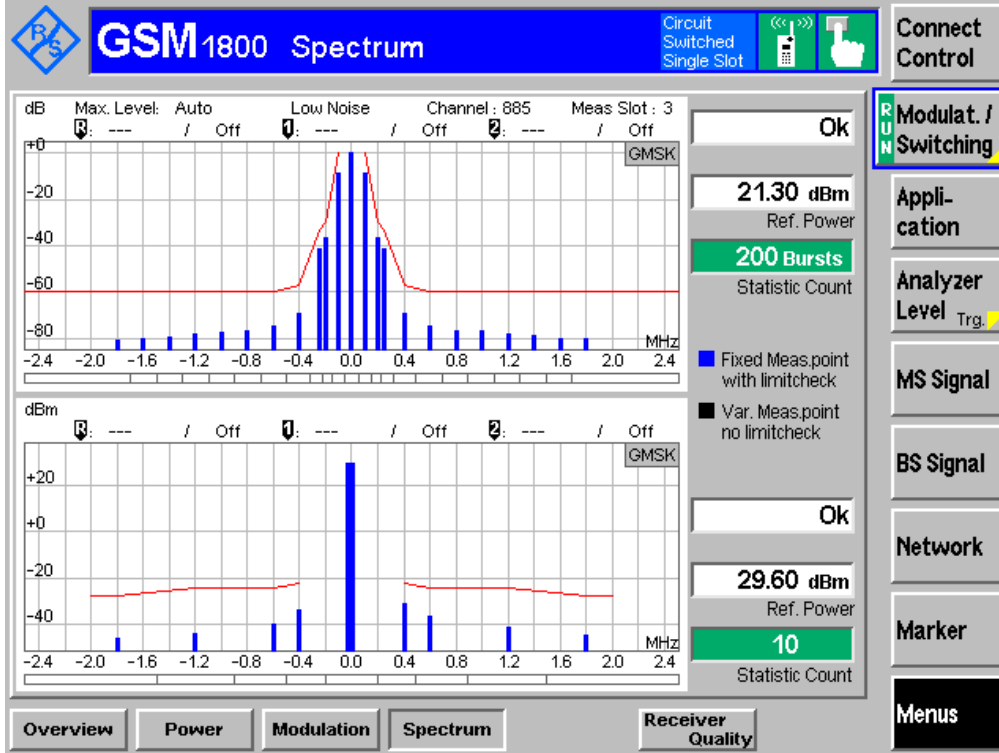 R&S
GSM 1800 Spectrum
Circuit Switched Single Slot
Connect Control
dB Max. Level: Auto Low Noise Channel : 885 Meas Slot : 3
R: --- / Off 1: --- / Off 2: --- / Off
GMSK
+0
-20
-40
-60
-80
MHz
-2.4 -2.0 -1.6 -1.2 -0.8 -0.4 0.0 0.4 0.8 1.2 1.6 2.0 2.4
Ok
21.30 dBm
Ref. Power
200 Bursts
Statistic Count
Fixed Meas.point
with limitcheck
Var. Meas.point
no limitcheck
dBm
R: --- / Off 1: --- / Off 2: --- / Off
GMSK
+20
+0
-20
-40
MHz
-2.4 -2.0 -1.6 -1.2 -0.8 -0.4 0.0 0.4 0.8 1.2 1.6 2.0 2.4
Ok
29.60 dBm
Ref. Power
10
Statistic Count
RUN
Modulat. /
Switching
Appli-
cation
Analyzer
Level Trg.
MS Signal
BS Signal
Network
Marker
Menus
Overview Power Modulation Spectrum Receiver Quality